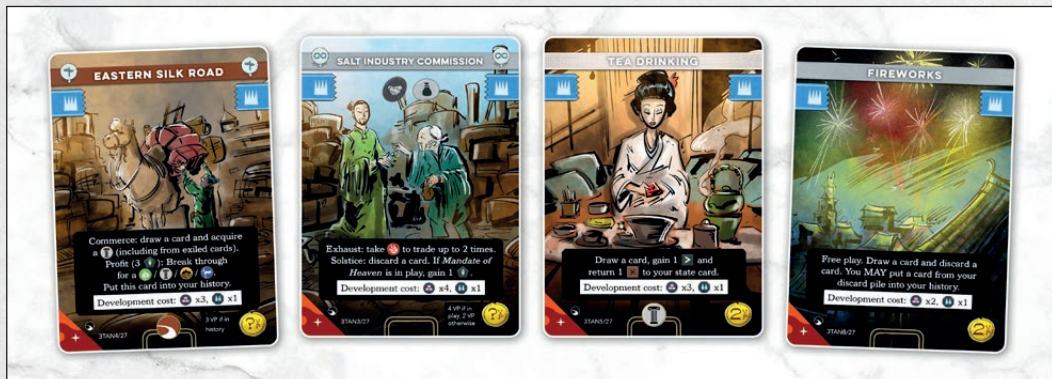 EASTERN SILK ROAD
Commerce: draw a card and acquire
a (including from exiled cards).
Profit (3 ): Break through
for a / / / .
Put this card into your history.
Development cost: x3, x1
3TAN4/27
3 VP if in
history
?
SALT INDUSTRY COMMISSION
Exhaust: take to trade up to 2 times.
Solstice: discard a card. If Mandate of
Heaven is in play, gain 1 .
Development cost: x4, x1
3TAN3/27
4 VP if in
play, 2 VP
otherwise
?
TEA DRINKING
Draw a card, gain 1 and
return 1 to your state card.
Development cost: x3, x1
3TAN5/27
2
FIREWORKS
Free play. Draw a card and discard a
card. You MAY put a card from your
discard pile into your history.
Development cost: x2, x1
3TAN8/27
2